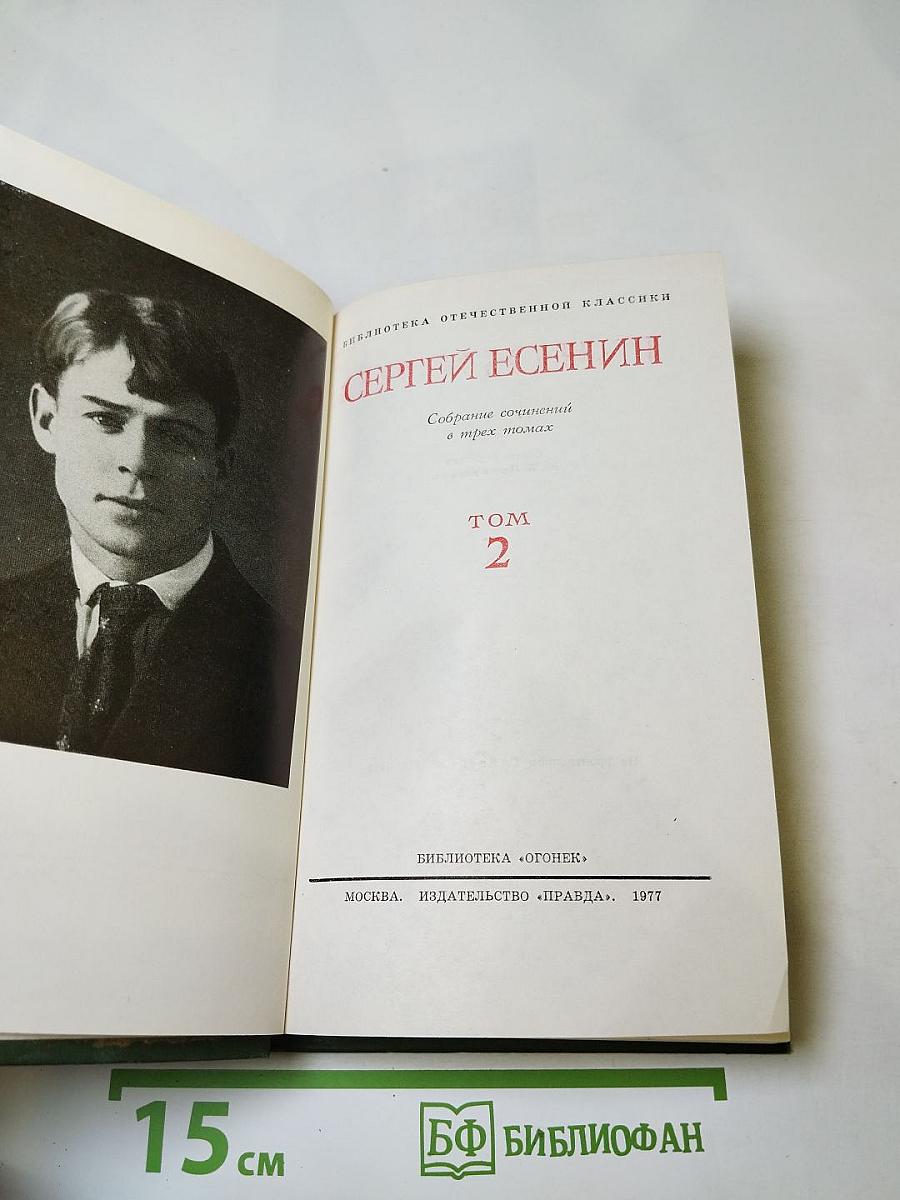 БИБЛИОТЕКА ОТЕЧЕСТВЕННОЙ КЛАССИКИ
СЕРГЕЙ ЕСЕНИН
Собрание сочинений
в трех томах
ТОМ
2
БИБЛИОТЕКА «ОГОНЕК»
МОСКВА. ИЗДАТЕЛЬСТВО «ПРАВДА». 1977
15 см
БФ БИБЛИОФАН